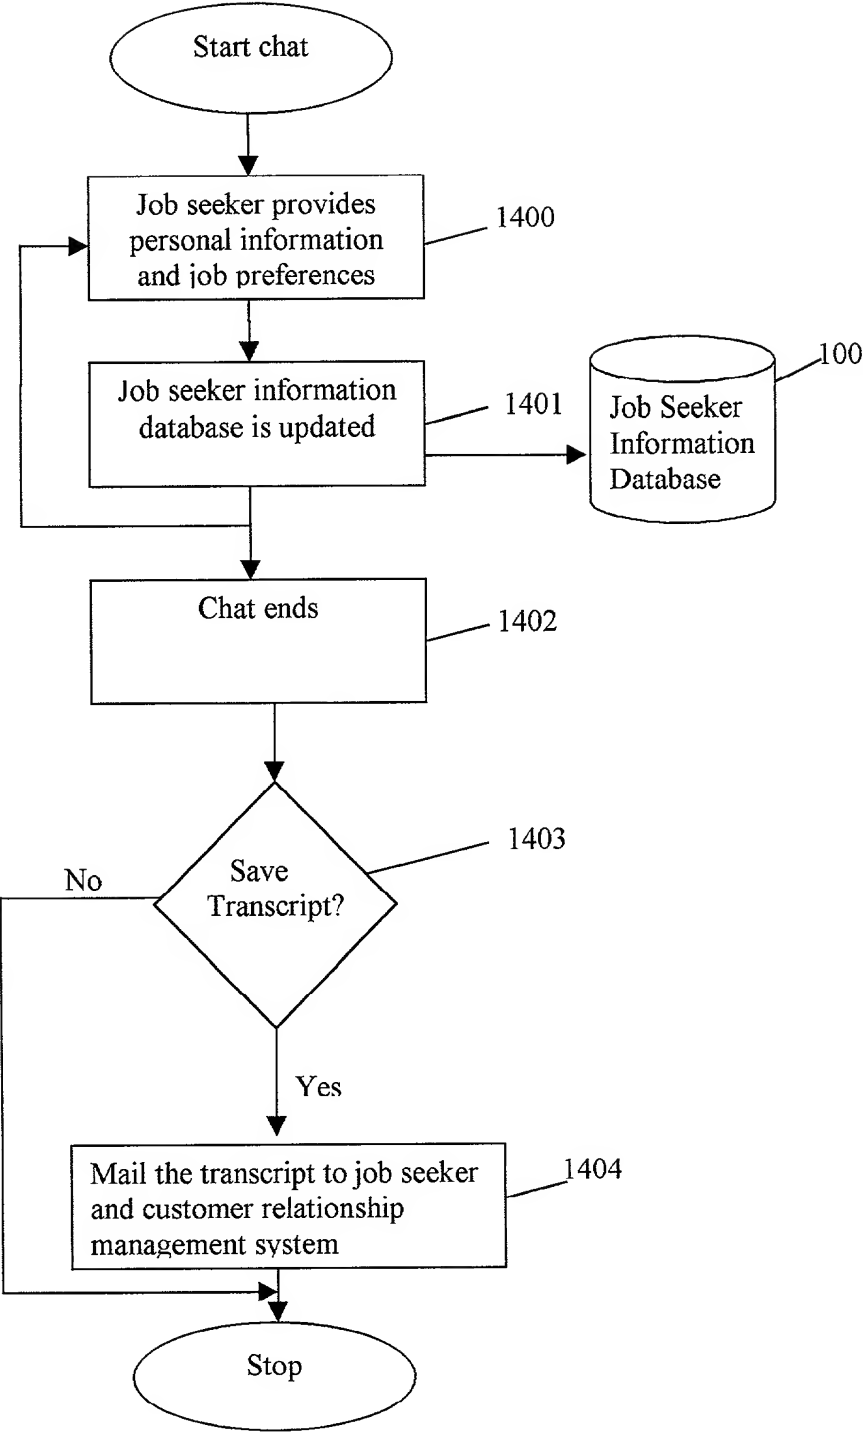 Start chat
Job seeker provides
personal information
and job preferences
1400
Job seeker information
database is updated
1401
100
Job Seeker
Information
Database
Chat ends
1402
Save
Transcript?
1403
No
Yes
Mail the transcript to job seeker
and customer relationship
management system
1404
Stop